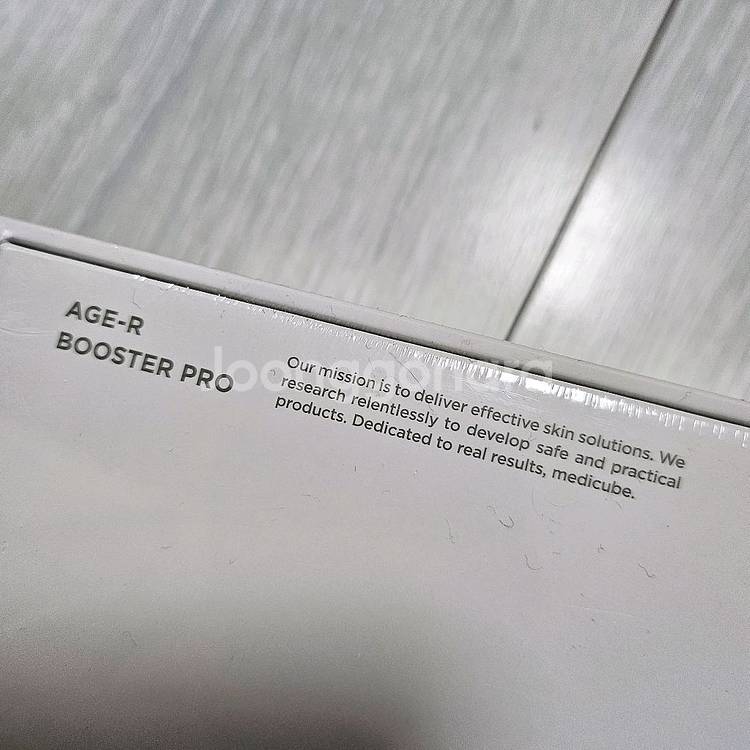 AGE-R
BOOSTER PRO
Our mission is to deliver effective skin solutions. We
research relentlessly to develop safe and practical
products. Dedicated to real results, medicube.